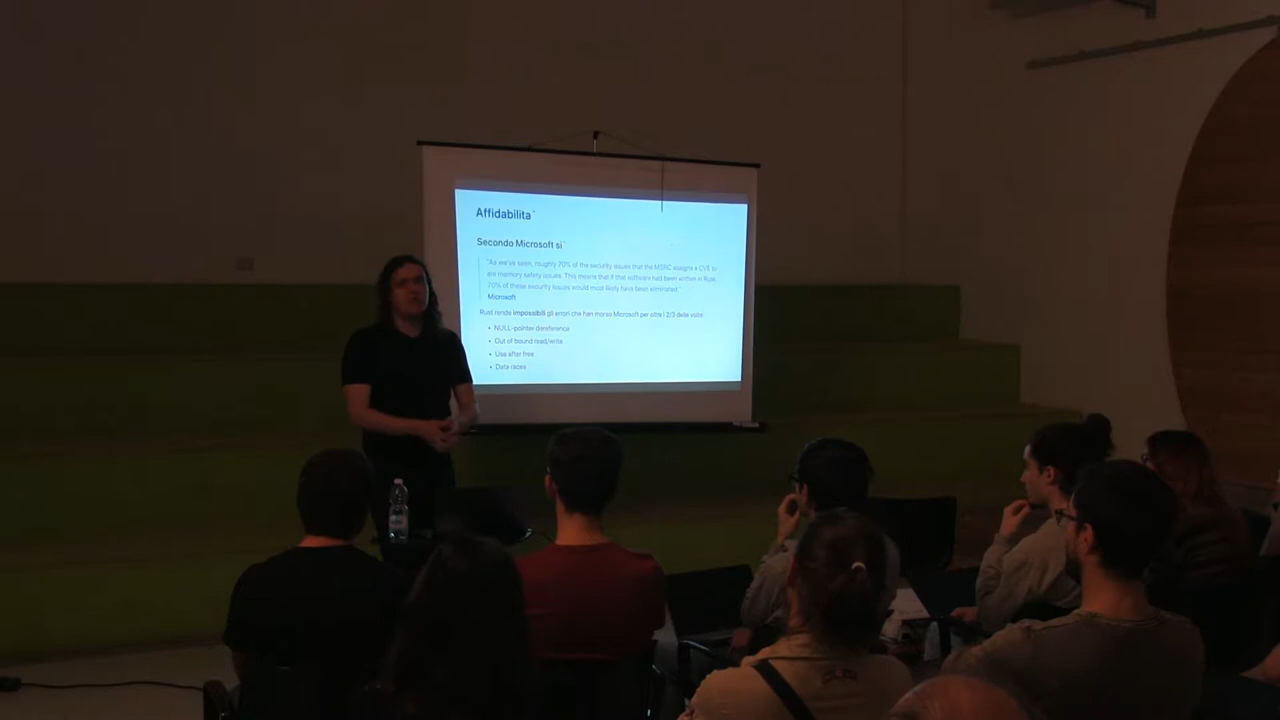 Affidabilita`
Secondo Microsoft si`
"As we've seen, roughly 70% of the security issues that the MSRC assigns a CVE to
are memory safety issues. This means that if that software had been written in Rust,
70% of these security issues would most likely have been eliminated."
Microsoft
Rust rende impossibili gli errori che han morso Microsoft per oltre i 2/3 delle volte
• NULL-pointer dereference
• Out of bound read/write
• Use after free
• Data races